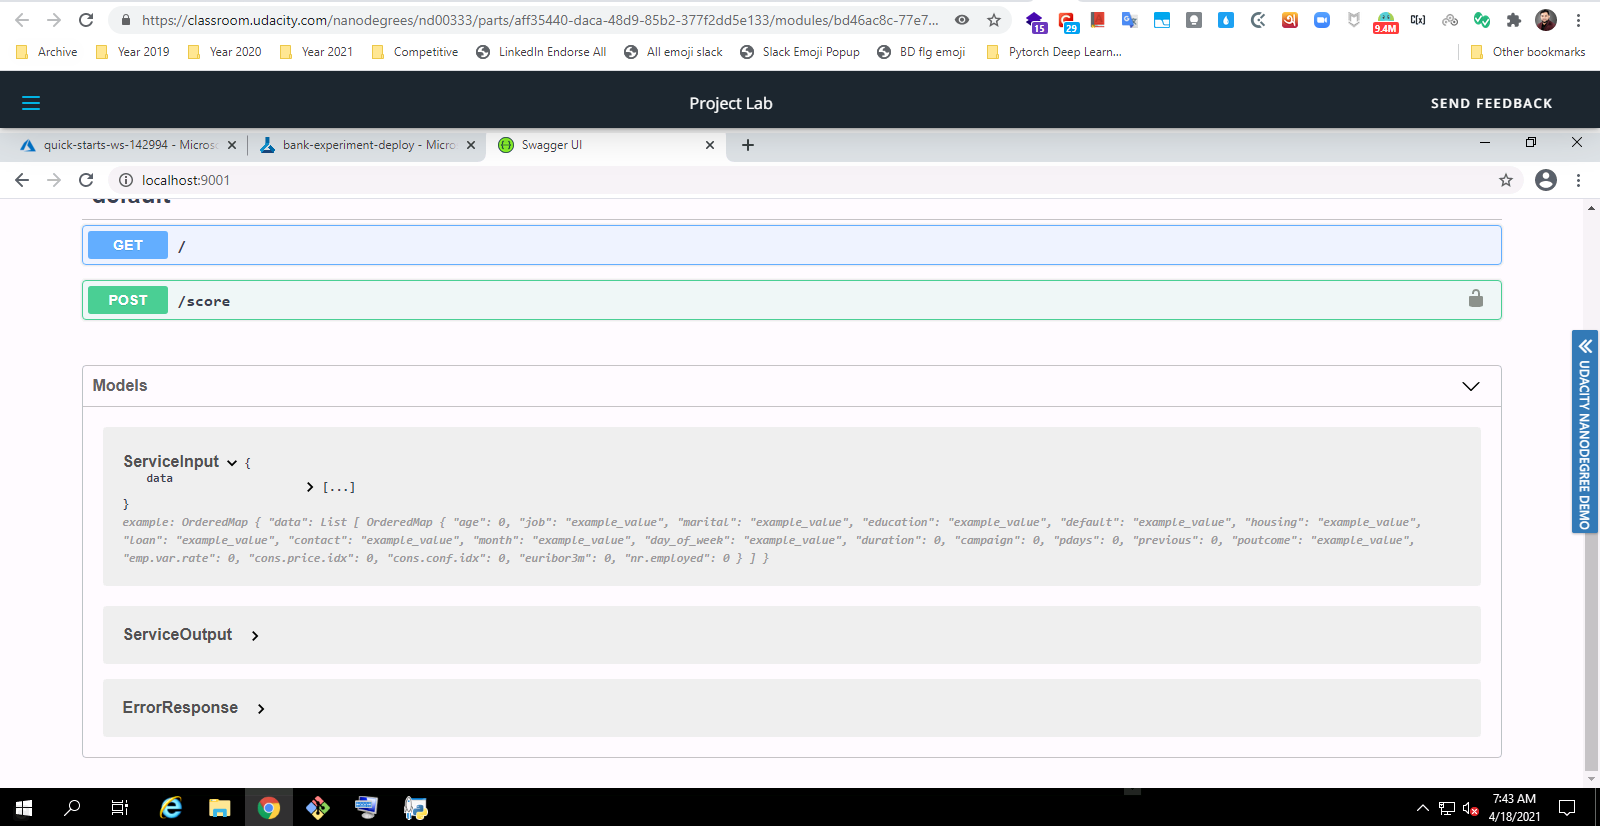 https://classroom.udacity.com/nanodegrees/nd00333/parts/aff35440-daca-48d9-85b2-377f2dd5e133/modules/bd46ac8c-77e7...
15
29
9.4M
Archive
Year 2019
Year 2020
Year 2021
Competitive
LinkedIn Endorse All
All emoji slack
Slack Emoji Popup
BD flg emoji
Pytorch Deep Learn...
Other bookmarks
Project Lab
SEND FEEDBACK
quick-starts-ws-142994 - Micros
bank-experiment-deploy - Micro
Swagger UI
localhost:9001
default
GET /
POST /score
Models
ServiceInput {
data
[...]
}
example: OrderedMap { "data": List [ OrderedMap { "age": 0, "job": "example_value", "marital": "example_value", "education": "example_value", "default": "example_value", "housing": "example_value",
"loan": "example_value", "contact": "example_value", "month": "example_value", "day_of_week": "example_value", "duration": 0, "campaign": 0, "pdays": 0, "previous": 0, "poutcome": "example_value",
"emp.var.rate": 0, "cons.price.idx": 0, "cons.conf.idx": 0, "euribor3m": 0, "nr.employed": 0 } ] }
ServiceOutput
ErrorResponse
UDACITY NANODEGREE DEMO
7:43 AM
4/18/2021